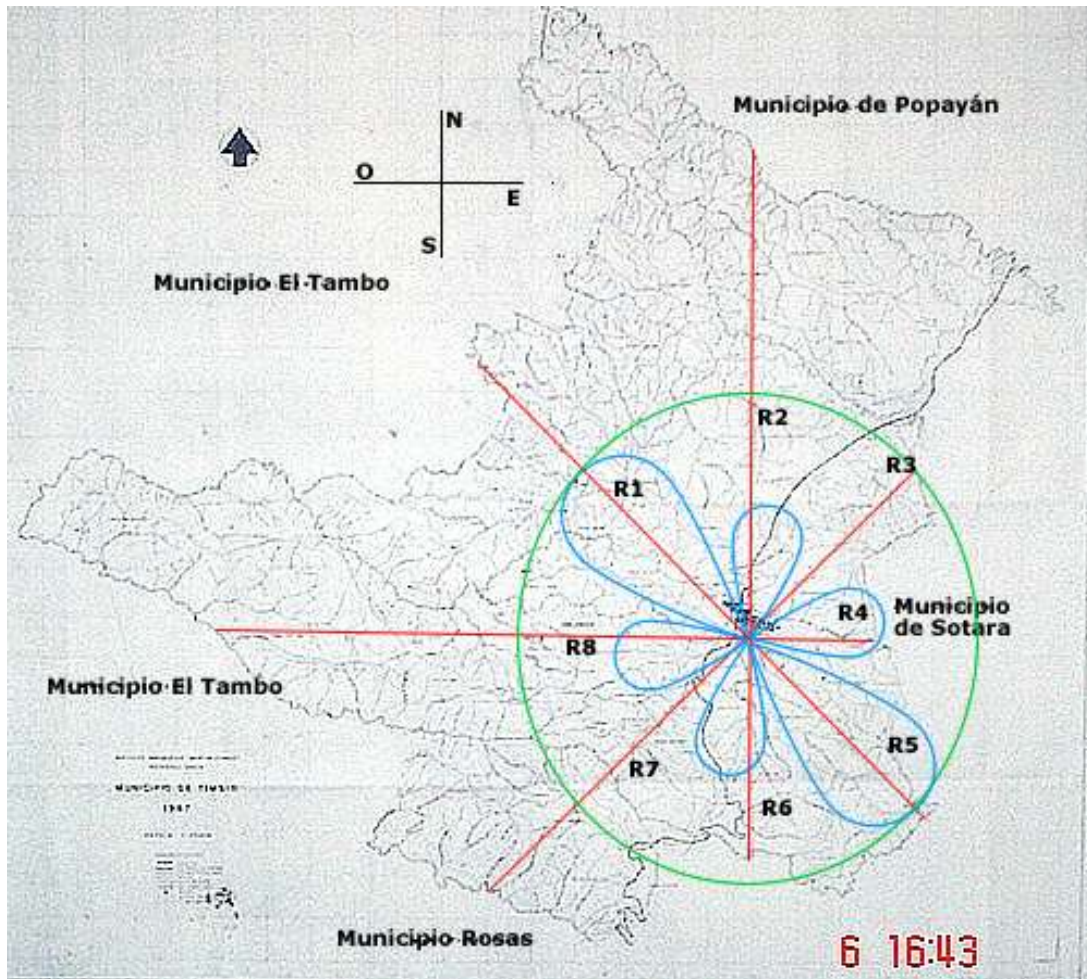 Municipio de Popayán
N
O
E
S
Municipio El Tambo
R2
R3
R1
R4
Municipio
de Sotara
R8
Municipio El Tambo
R5
R7
R6
1987
Municipio Rosas
6 16:43